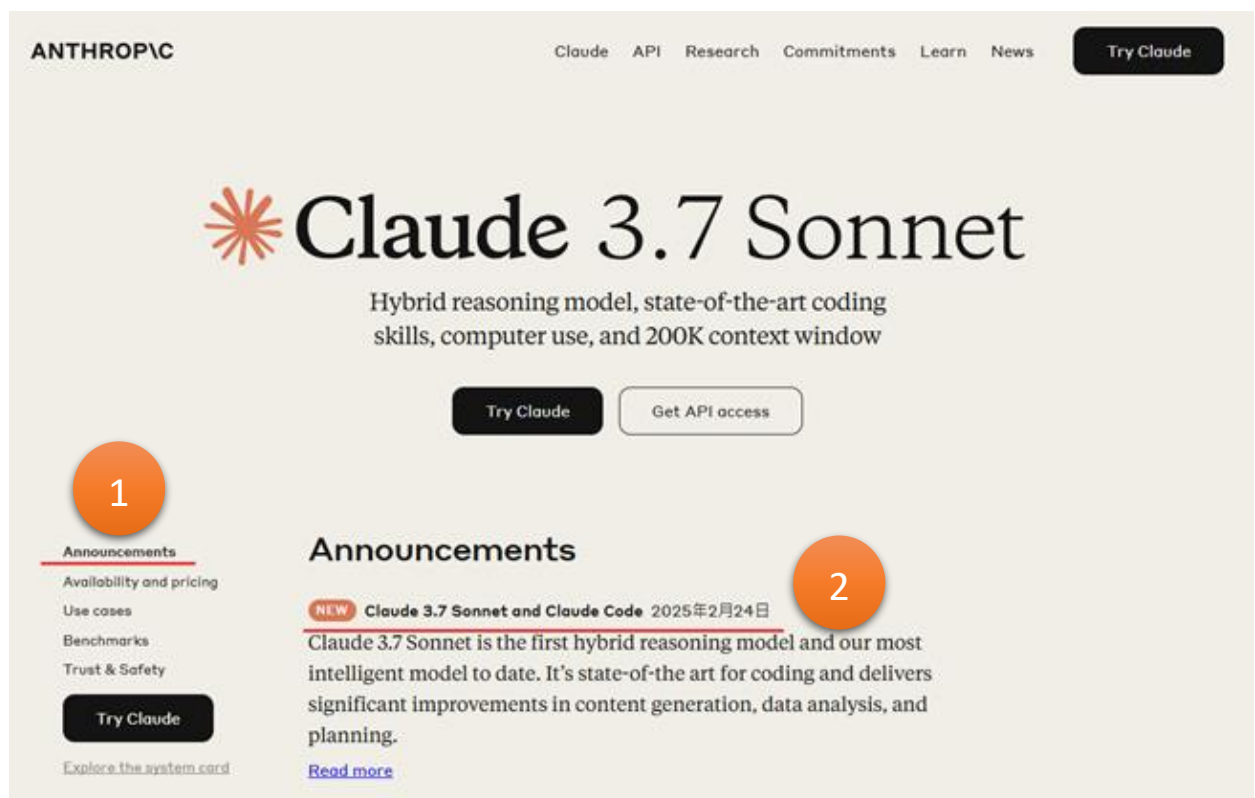 ANTHROP\C
Claude API Research Commitments Learn News Try Claude
Claude 3.7 Sonnet
Hybrid reasoning model, state-of-the-art coding
skills, computer use, and 200K context window
Try Claude Get API access
1
Announcements
Availability and pricing
Use cases
Benchmarks
Trust & Safety
Try Claude
Explore the system card
Announcements
2
NEW Claude 3.7 Sonnet and Claude Code 2025年2月24日
Claude 3.7 Sonnet is the first hybrid reasoning model and our most
intelligent model to date. It’s state-of-the art for coding and delivers
significant improvements in content generation, data analysis, and
planning.
Read more